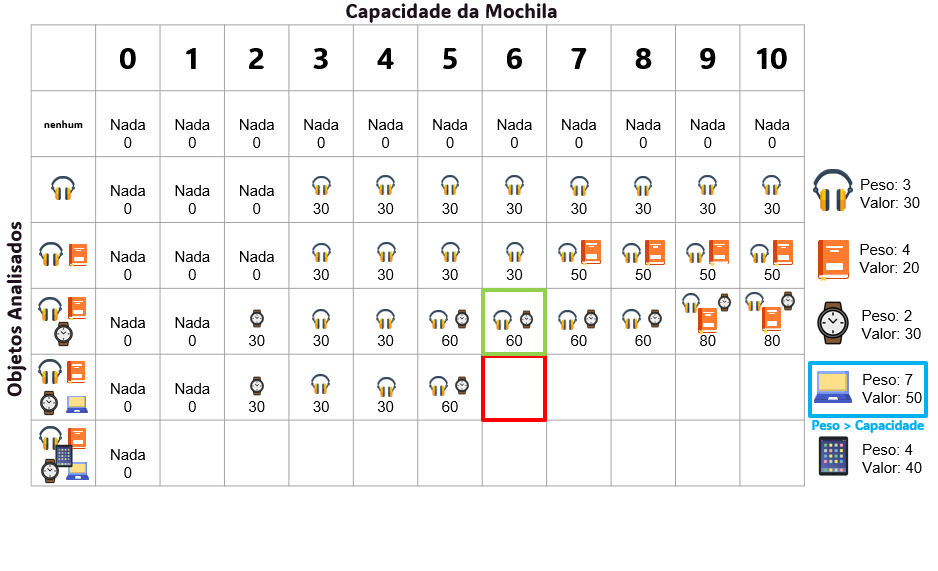 Capacidade da Mochila
0 1 2 3 4 5 6 7 8 9 10
Objetos Analisados
nenhum
Nada Nada Nada Nada Nada Nada Nada Nada Nada Nada Nada
0 0 0 0 0 0 0 0 0 0 0
Nada Nada Nada
0 0 0 30 30 30 30 30 30 30 30
Peso: 3
Valor: 30
Nada Nada Nada
0 0 0 30 30 30 30 50 50 50 50
Peso: 4
Valor: 20
Nada Nada
0 0 30 30 30 60 60 60 60 80 80
Peso: 2
Valor: 30
Nada Nada
0 0 30 30 30 60
Peso: 7
Valor: 50
Peso > Capacidade
Nada
0
Peso: 4
Valor: 40